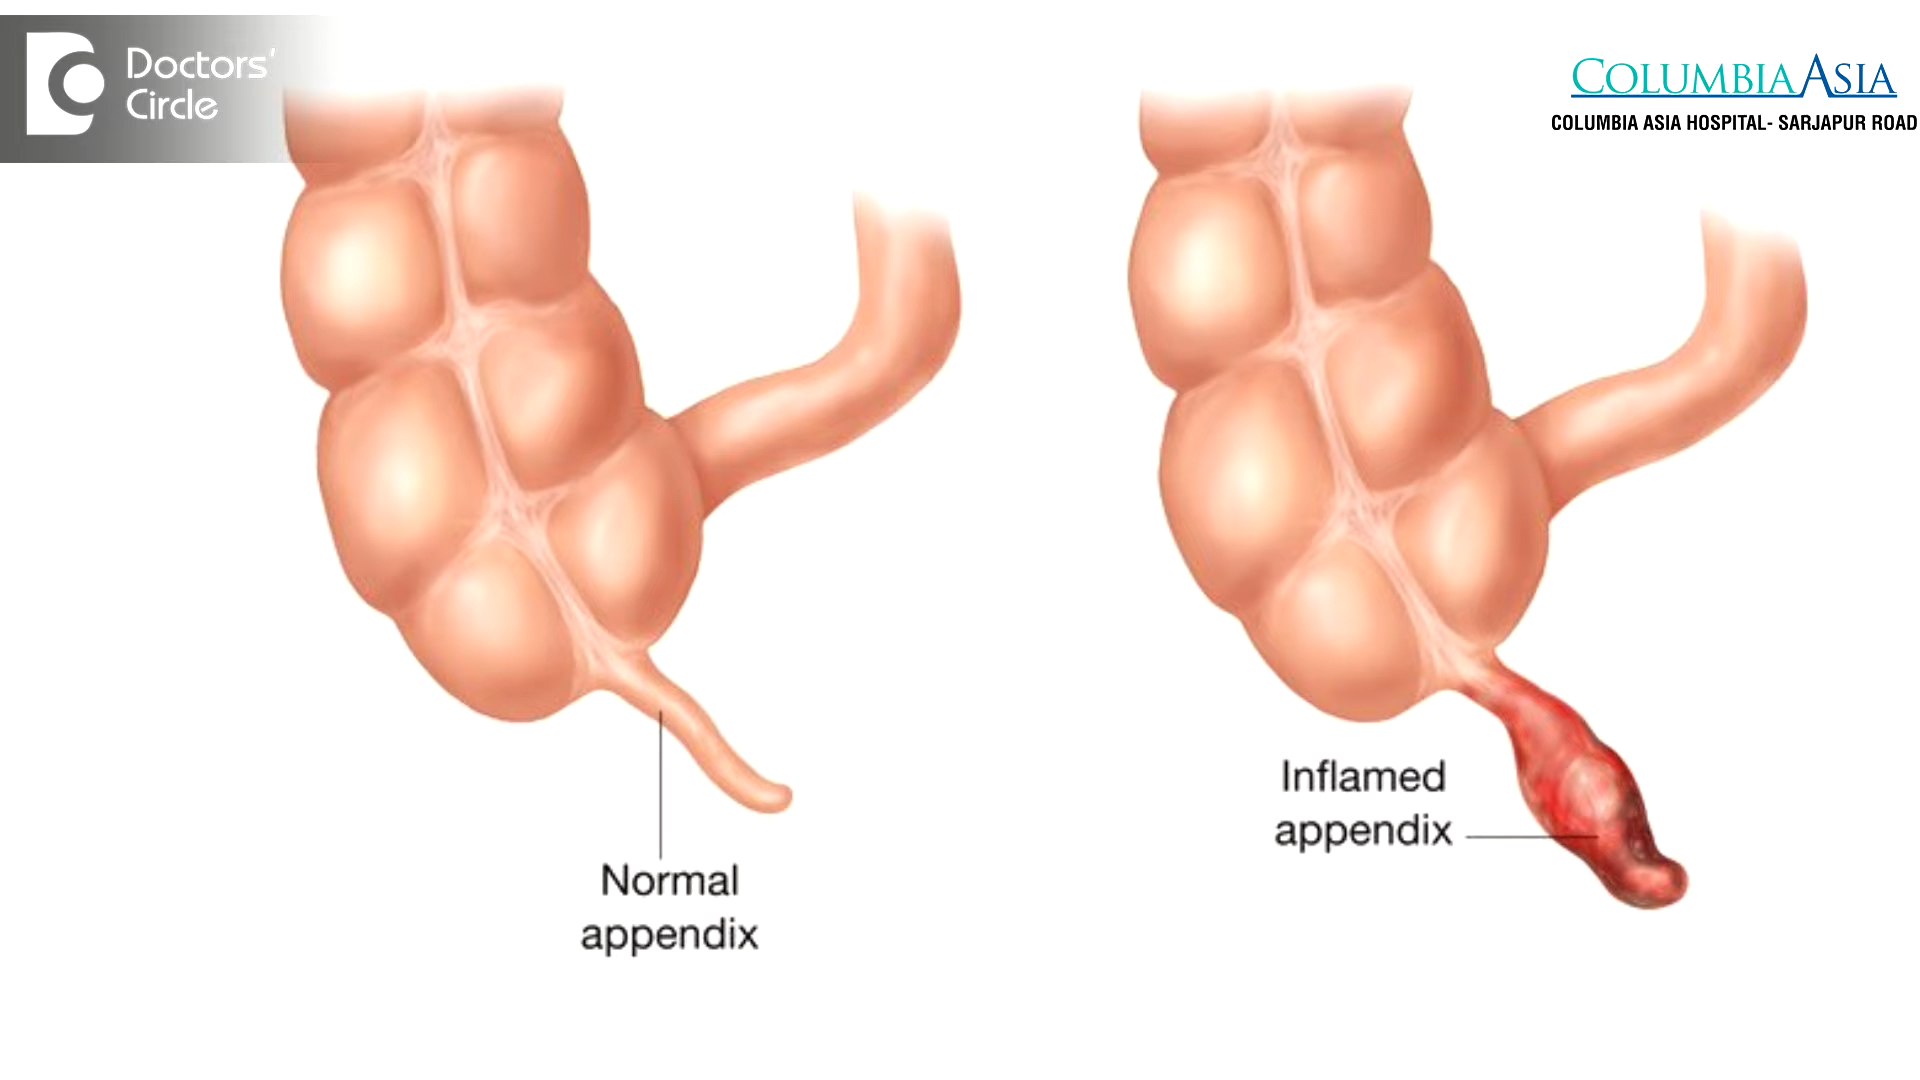 Doctors'
Circle
COLUMBIAASIA
COLUMBIA ASIA HOSPITAL- SARJAPUR ROAD
Normal
appendix
Inflamed
appendix